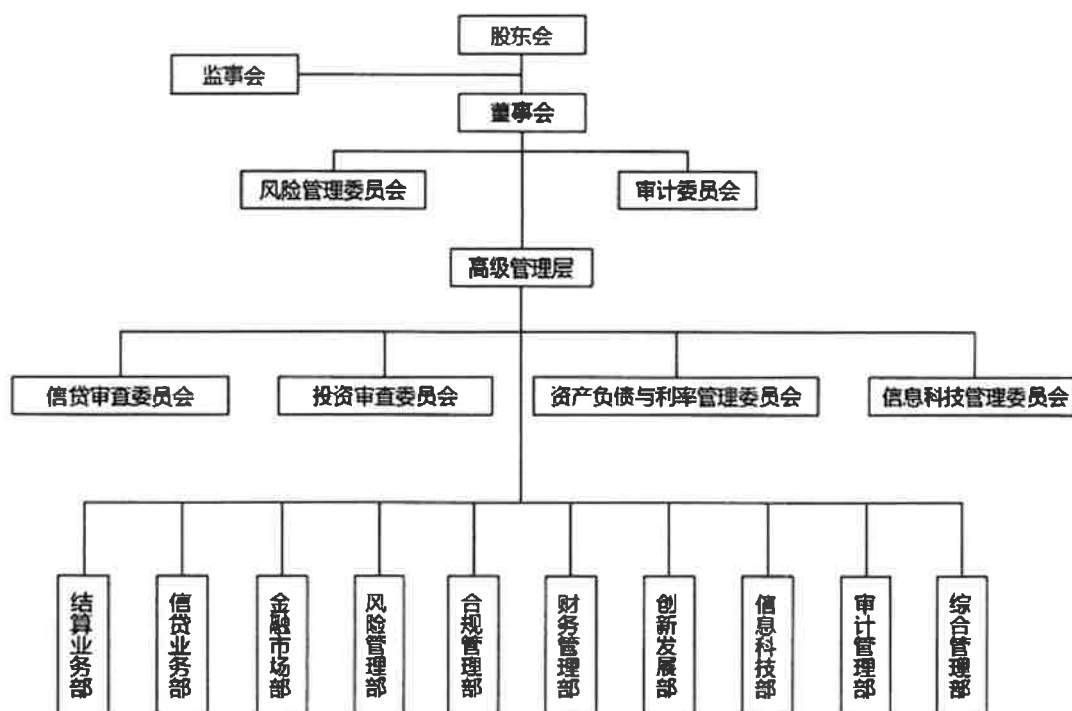 股东会
监事会
董事会
风险管理委员会
审计委员会
高级管理层
信贷审查委员会
投资审查委员会
资产负债与利率管理委员会
信息科技管理委员会
结算业务部
信贷业务部
金融市场部
风险管理部
合规管理部
财务管理部
创新发展部
信息科技部
审计管理部
综合管理部